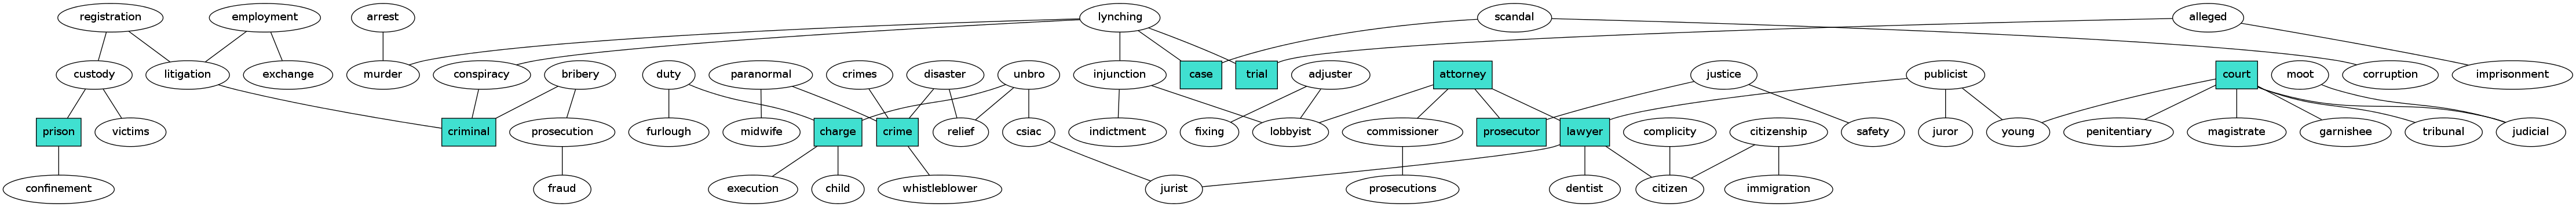 registration employment arrest lynching scandal alleged
custody litigation exchange murder conspiracy bribery duty paranormal crimes disaster unbro injunction case trial adjuster attorney justice publicist court moot corruption imprisonment
prison victims criminal prosecution furlough midwife charge crime relief csiac indictment fixing lobbyist commissioner prosecutor lawyer complicity citizenship safety juror young penitentiary magistrate garnishee tribunal judicial
confinement fraud execution child whistleblower jurist prosecutions dentist citizen immigration